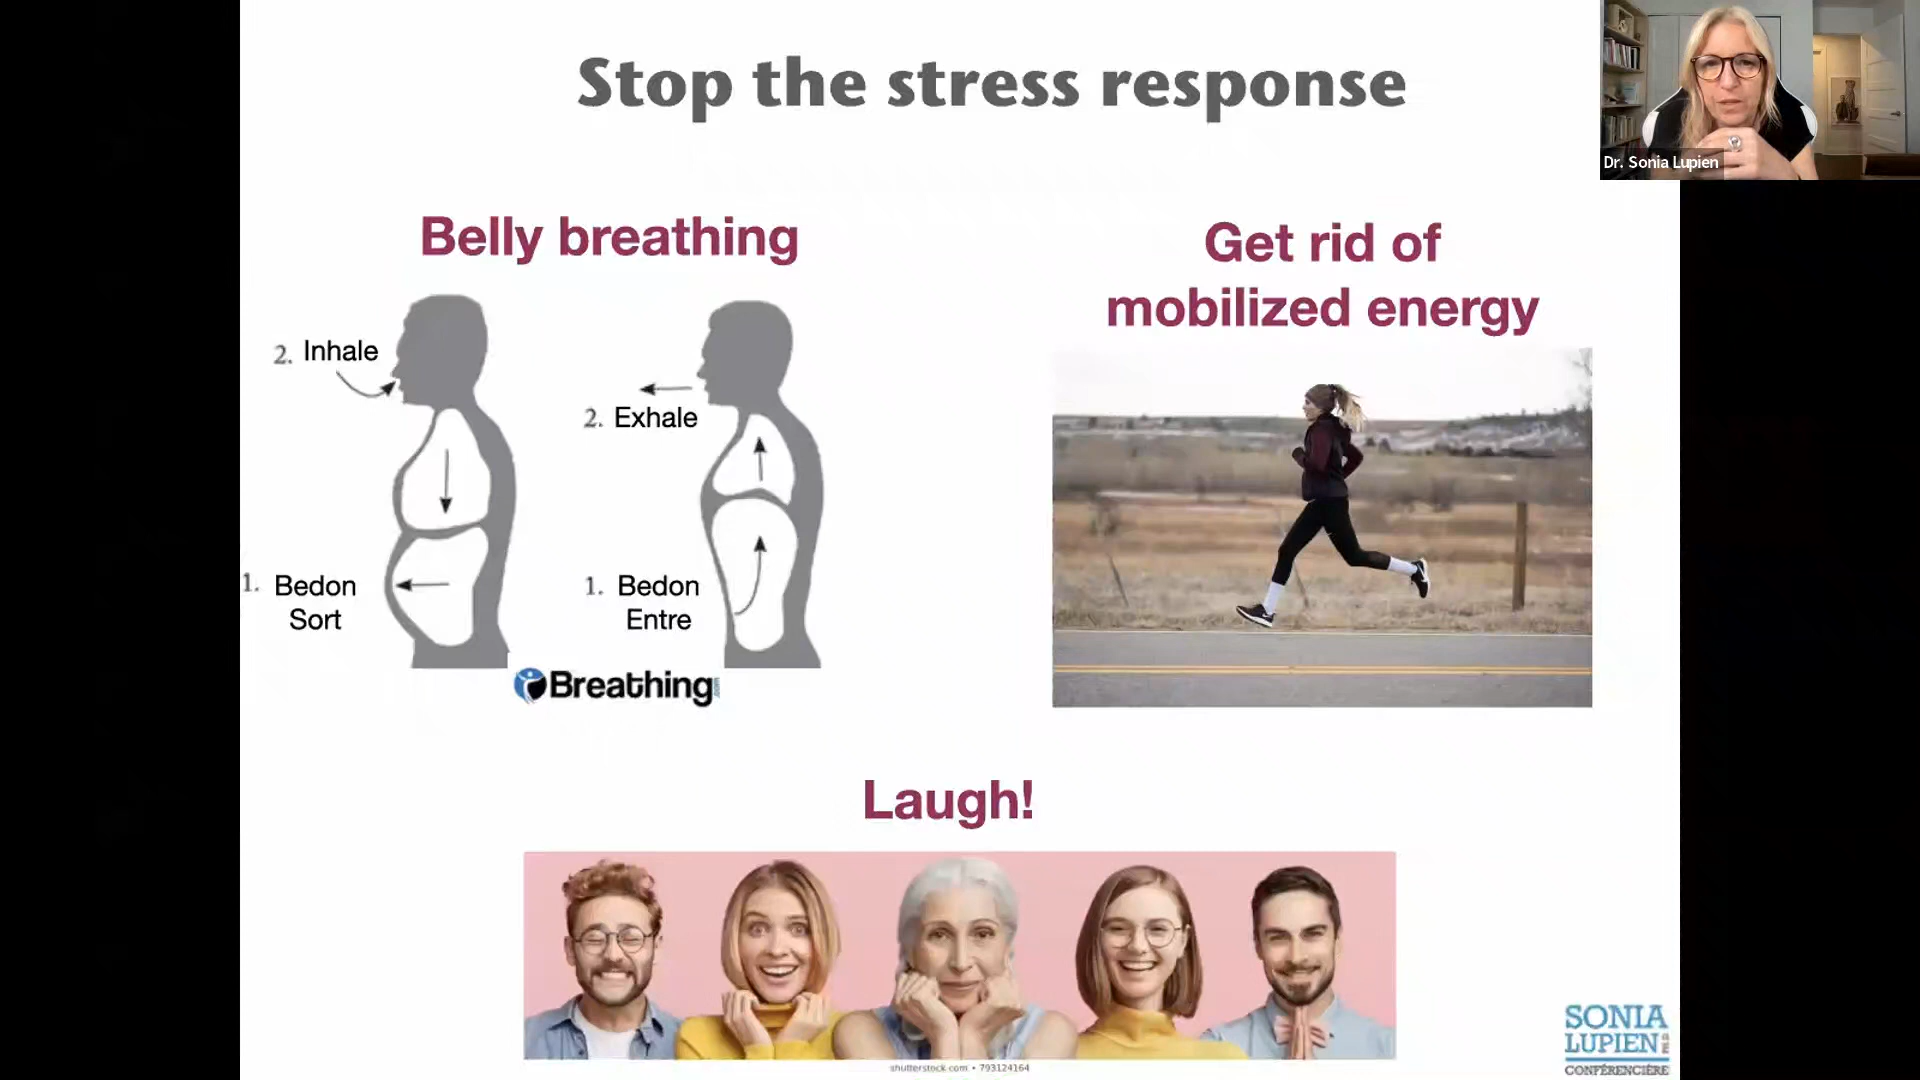 Stop the stress response
Dr. Sonia Lupien
Belly breathing
2. Inhale
2. Exhale
1. Bedon
Sort
1. Bedon
Entre
Breathing
Get rid of
mobilized energy
Laugh!
shutterstock.com • 793124164
SONIA
LUPIEN
CONFÉRENCIÈRE